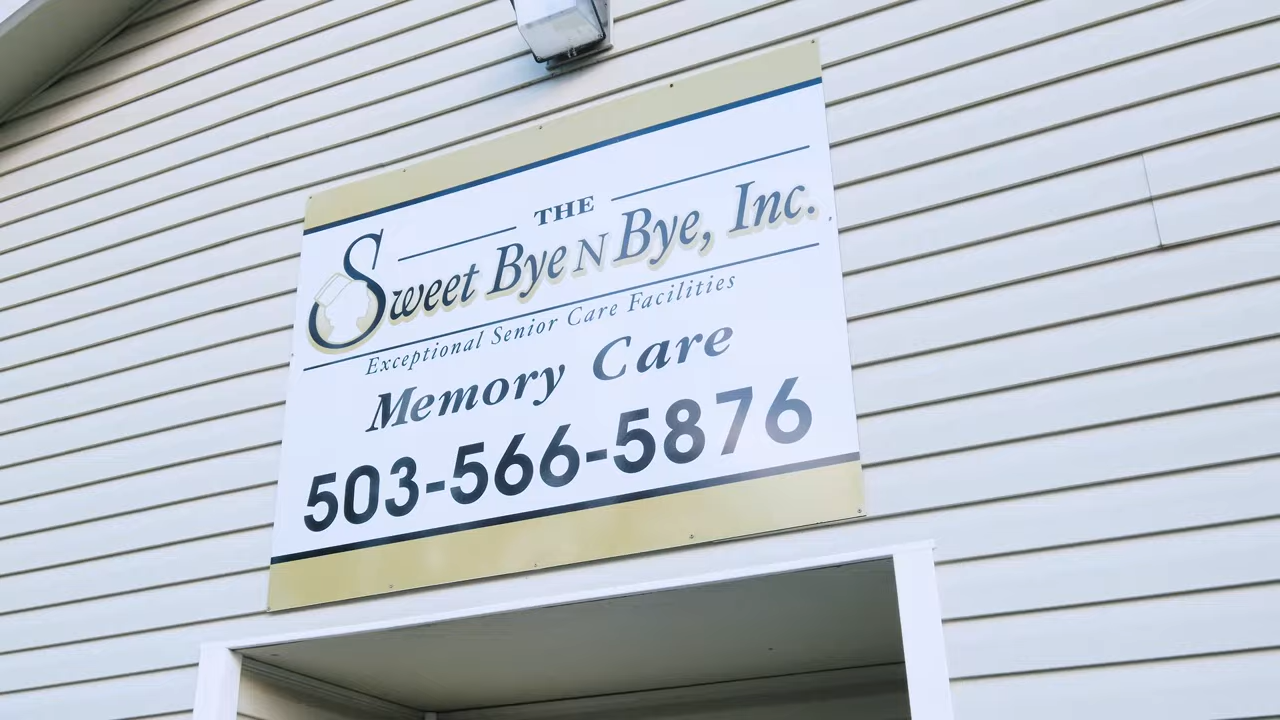 THE
Sweet Bye N Bye, Inc.
Exceptional Senior Care Facilities
Memory Care
503-566-5876